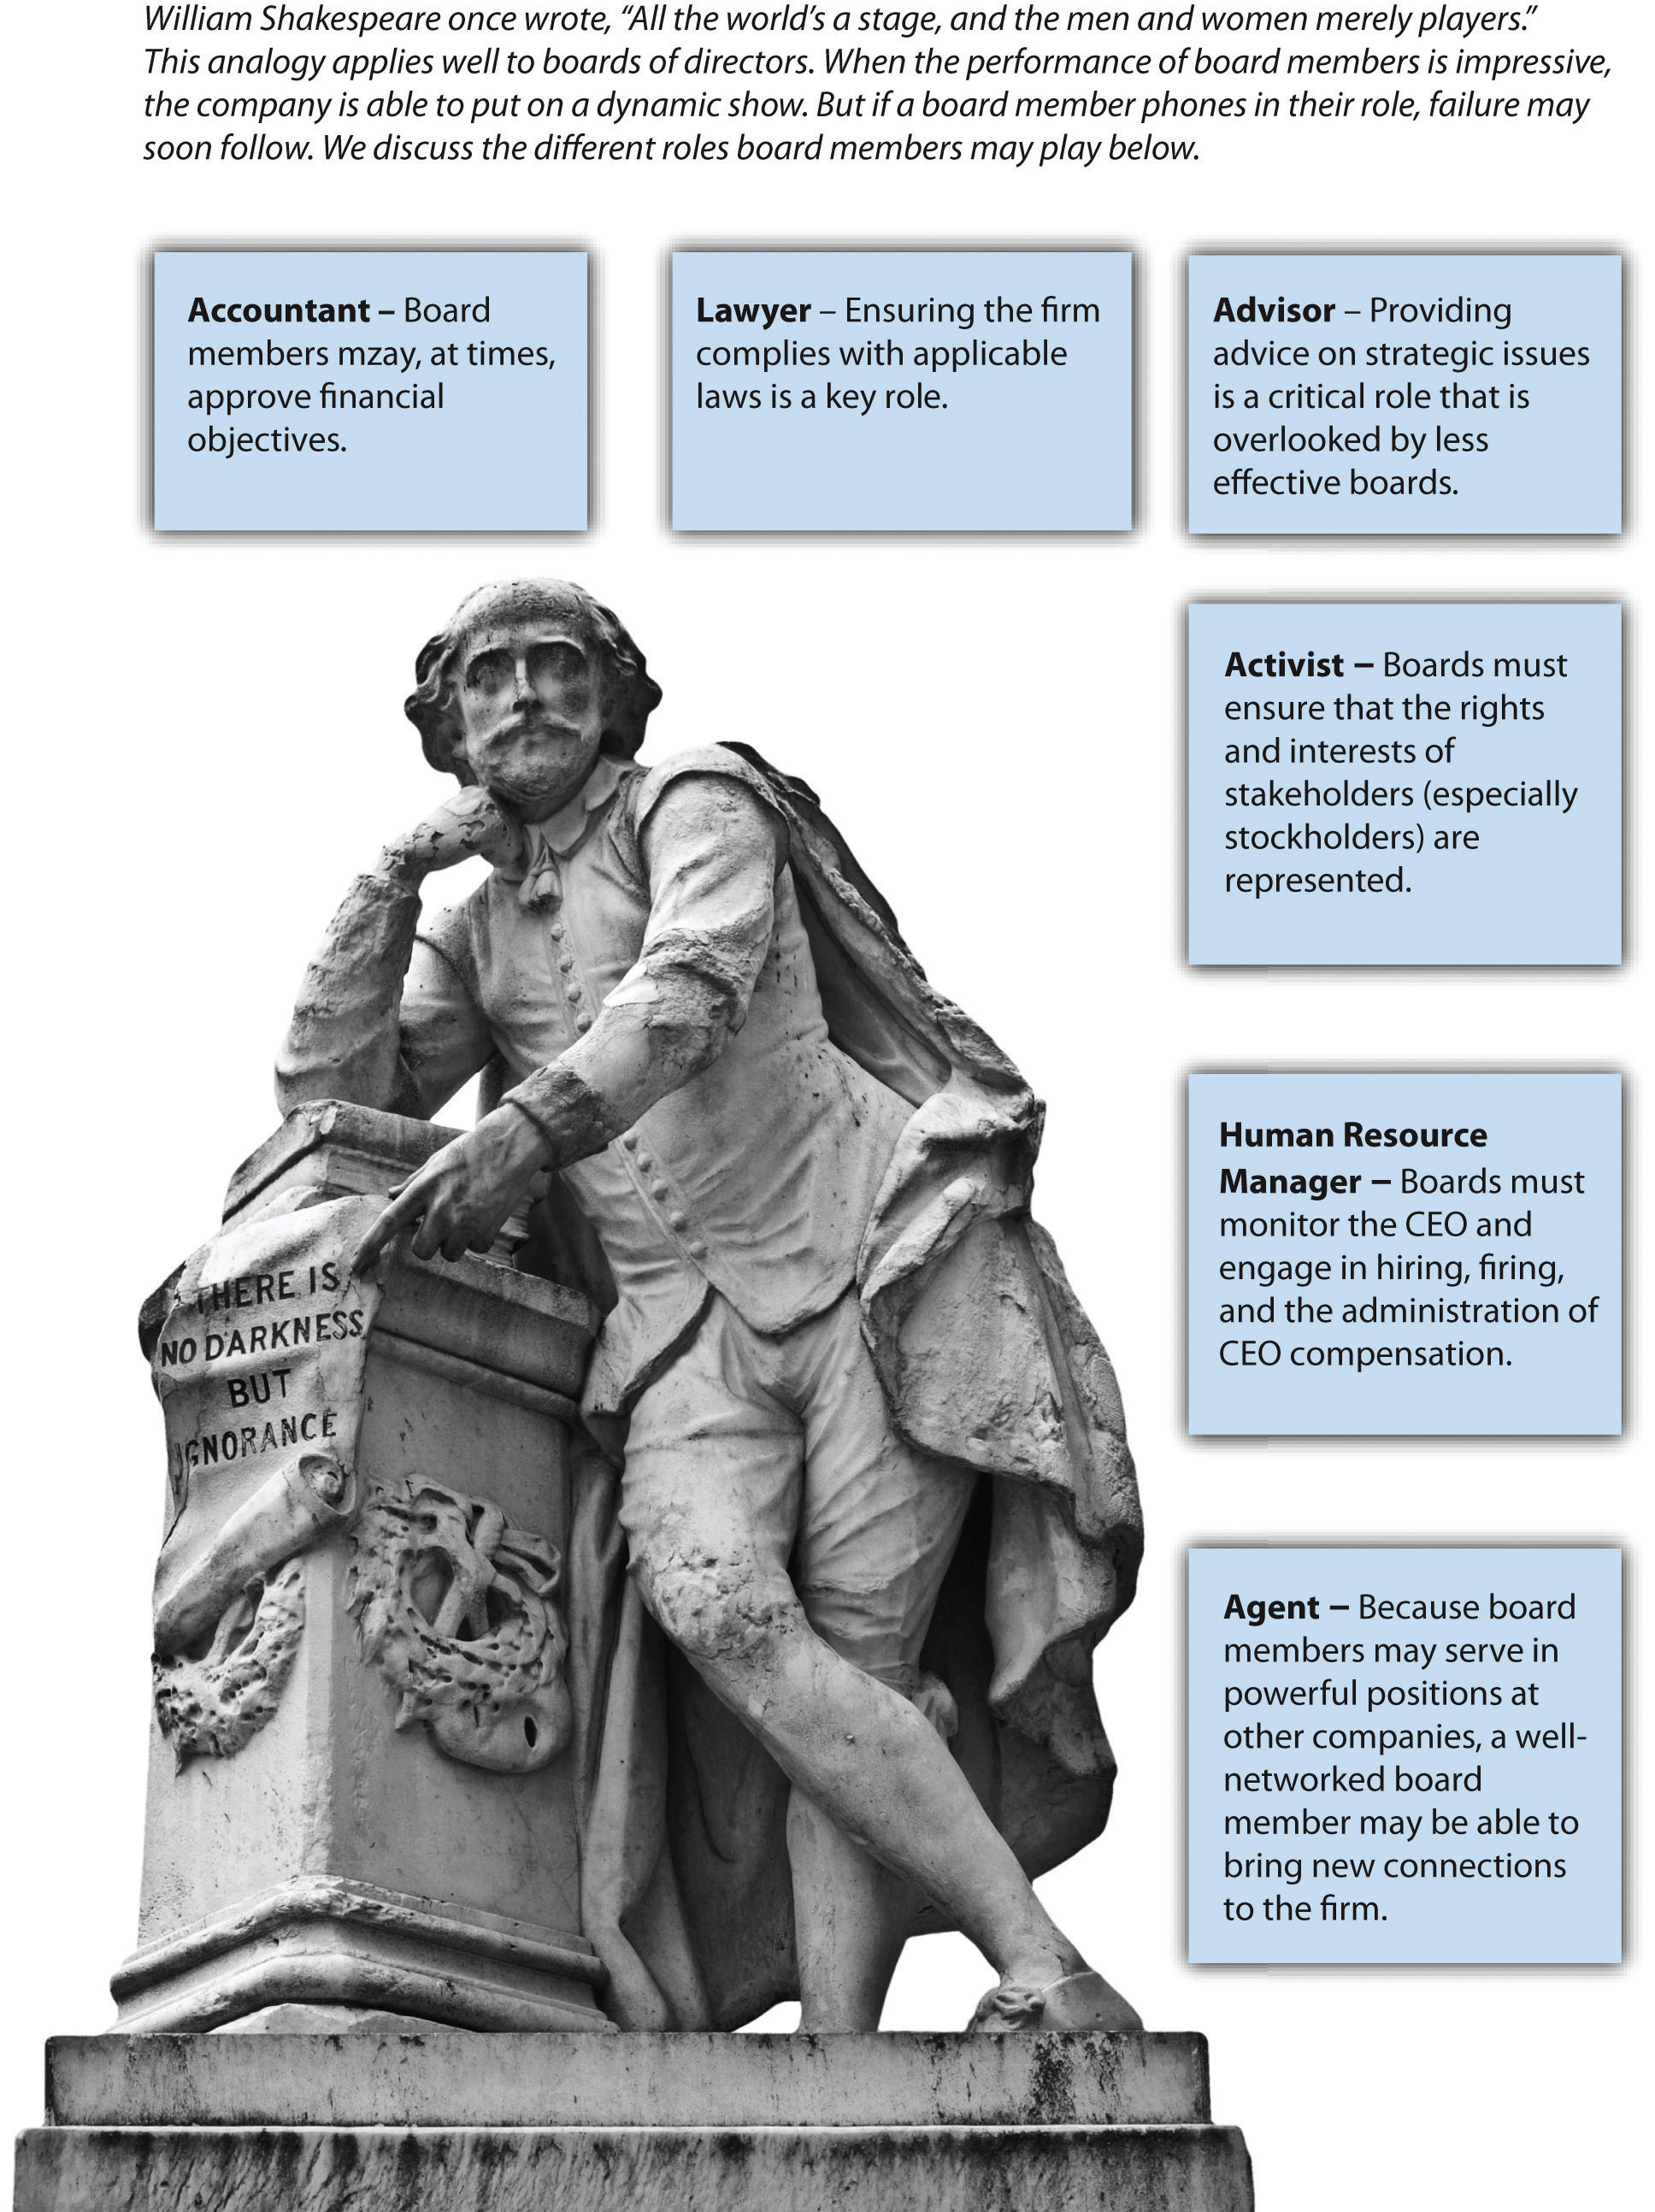 William Shakespeare once wrote, “All the world’s a stage, and the men and women merely players.”
This analogy applies well to boards of directors. When the performance of board members is impressive,
the company is able to put on a dynamic show. But if a board member phones in their role, failure may
soon follow. We discuss the different roles board members may play below.
Accountant – Board
members mzay, at times,
approve financial
objectives.
Lawyer – Ensuring the firm
complies with applicable
laws is a key role.
Advisor – Providing
advice on strategic issues
is a critical role that is
overlooked by less
effective boards.
Activist – Boards must
ensure that the rights
and interests of
stakeholders (especially
stockholders) are
represented.
Human Resource
Manager – Boards must
monitor the CEO and
engage in hiring, firing,
and the administration of
CEO compensation.
Agent – Because board
members may serve in
powerful positions at
other companies, a well-
networked board
member may be able to
bring new connections
to the firm.
THERE IS
NO DARKNESS
BUT
IGNORANCE